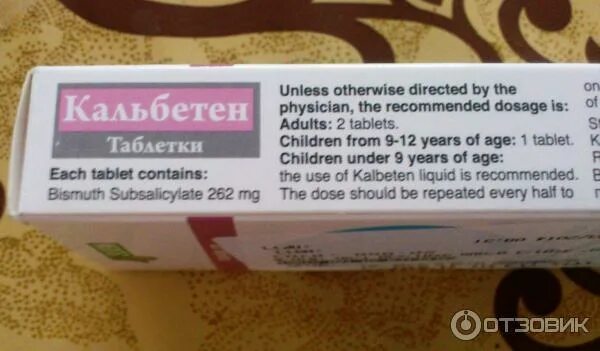 Кальбетен
Таблетки
Each tablet contains:
Bismuth Subsalicylate 262 mg
Unless otherwise directed by the
physician, the recommended dosage is:
Adults: 2 tablets.
Children from 9-12 years of age: 1 tablet.
Children under 9 years of age:
the use of Kalbeten liquid is recommended.
The dose should be repeated every half to
on
of
ОТЗОВИК